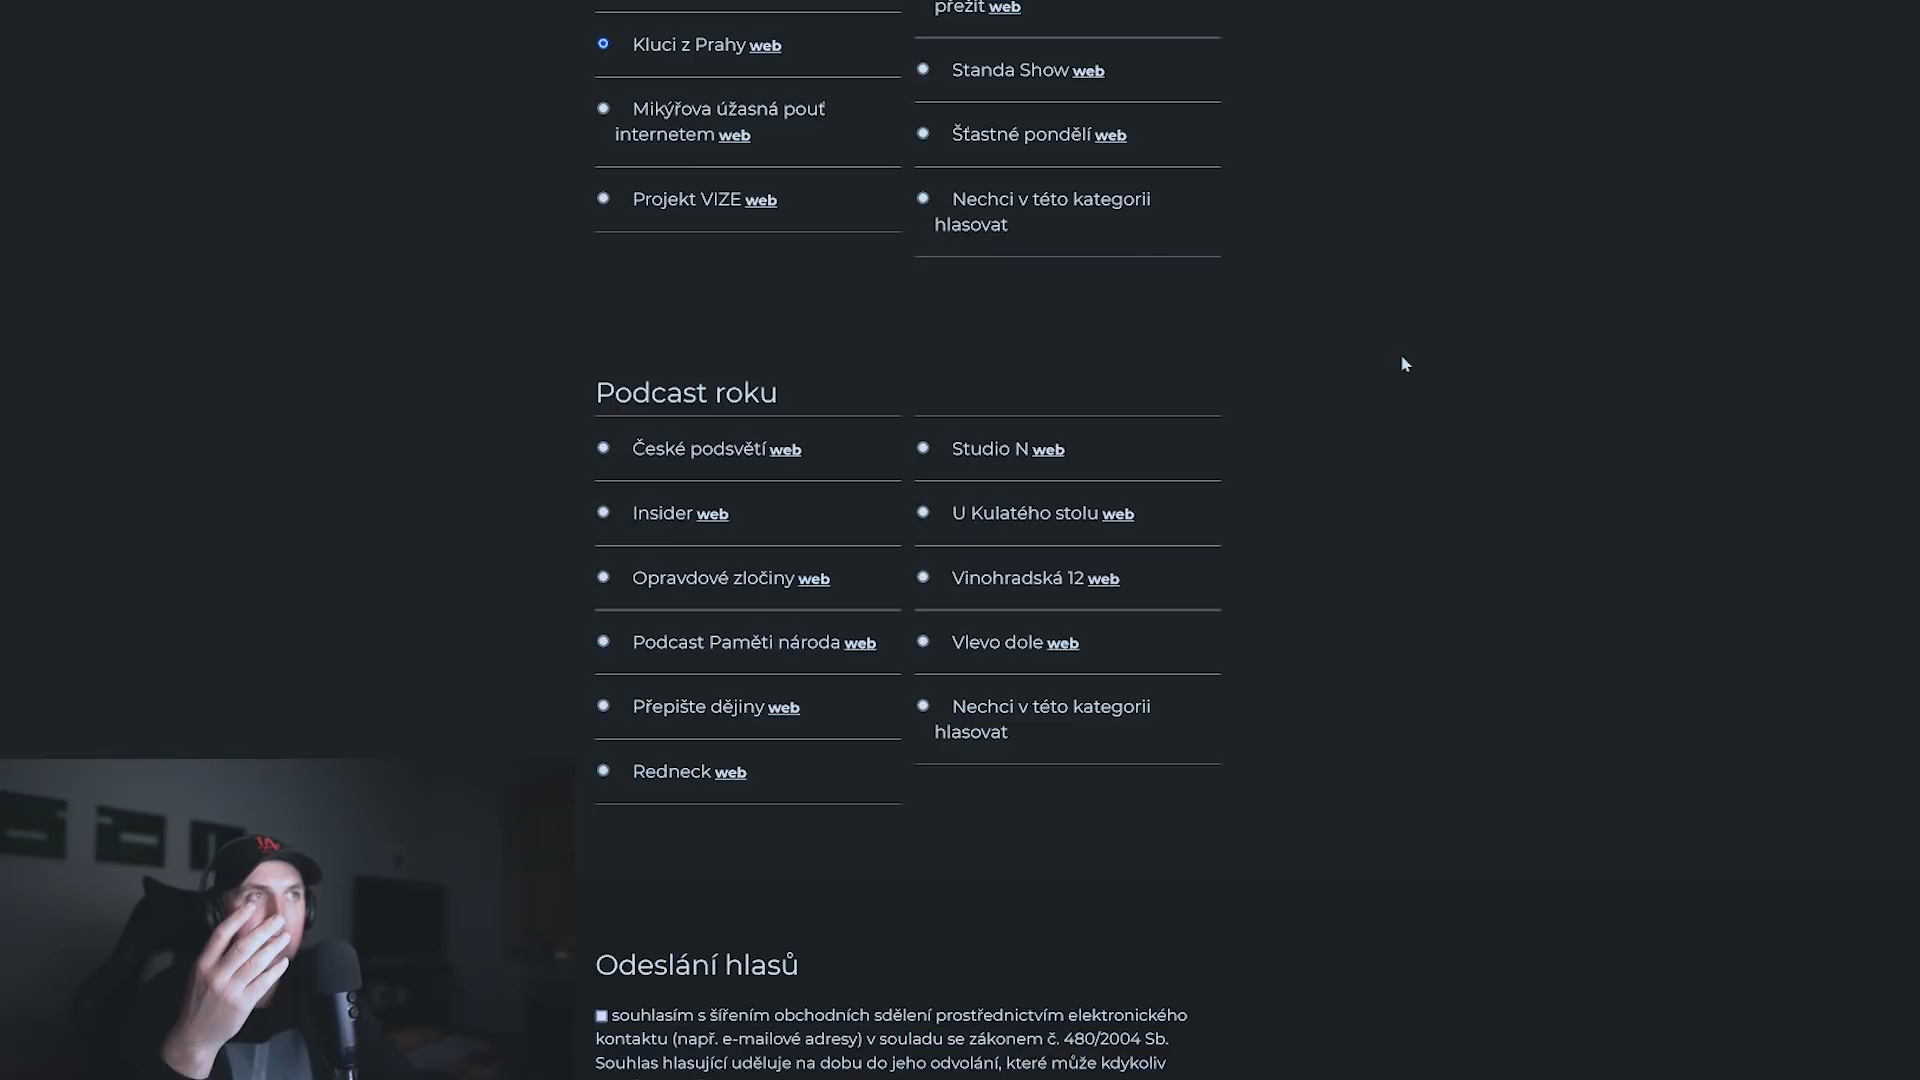 přežít web
Kluci z Prahy web
Standa Show web
Mikýřova úžasná pouť
internetem web
Šťastné pondělí web
Projekt VIZE web
Nechci v této kategorii
hlasovat
Podcast roku
České podsvětí web
Insider web
Opravdové zločiny web
Podcast Paměti národa web
Přepište dějiny web
Redneck web
Studio N web
U Kulatého stolu web
Vinohradská 12 web
Vlevo dole web
Nechci v této kategorii
hlasovat
LA
Odeslání hlasů
souhlasím s šířením obchodních sdělení prostřednictvím elektronického
kontaktu (např. e-mailové adresy) v souladu se zákonem č. 480/2004 Sb.
Souhlas hlasující uděluje na dobu do jeho odvolání, které může kdykoliv